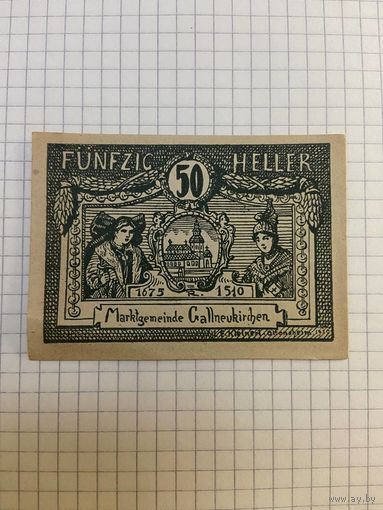 FÜNFZIG HELLER
50
1675 1510
Marktgemeinde Gallneukirchen
www.ay.by